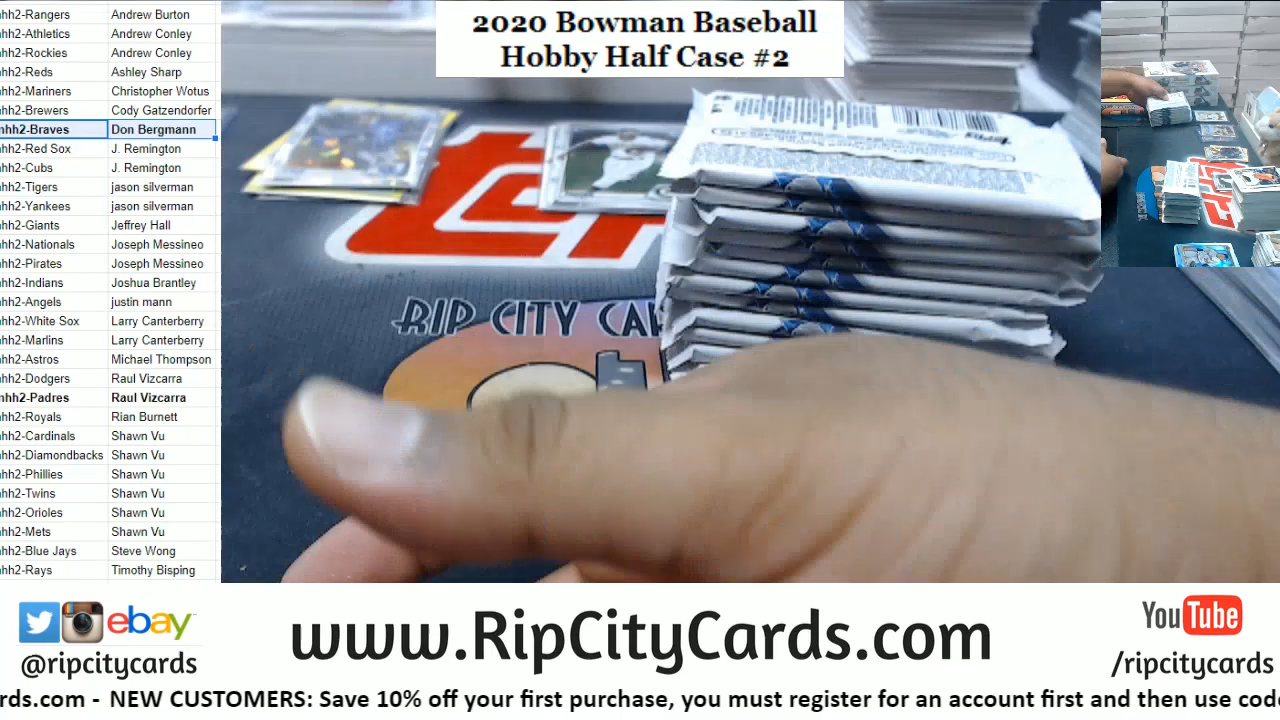 hh2-Rangers Andrew Burton
hh2-Athletics Andrew Conley
hh2-Rockies Andrew Conley
hh2-Reds Ashley Sharp
hh2-Mariners Christopher Wotus
hh2-Brewers Cody Gatzendorfer
hh2-Braves Don Bergmann
hh2-Red Sox J. Remington
hh2-Cubs J. Remington
hh2-Tigers jason silverman
hh2-Yankees jason silverman
hh2-Giants Jeffrey Hall
hh2-Nationals Joseph Messineo
hh2-Pirates Joseph Messineo
hh2-Indians Joshua Brantley
hh2-Angels justin mann
hh2-White Sox Larry Canterberry
hh2-Marlins Larry Canterberry
hh2-Astros Michael Thompson
hh2-Dodgers Raul Vizcarra
hh2-Padres Raul Vizcarra
hh2-Royals Rian Burnett
hh2-Cardinals Shawn Vu
hh2-Diamondbacks Shawn Vu
hh2-Phillies Shawn Vu
hh2-Twins Shawn Vu
hh2-Orioles Shawn Vu
hh2-Mets Shawn Vu
hh2-Blue Jays Steve Wong
hh2-Rays Timothy Bisping
2020 Bowman Baseball
Hobby Half Case #2
RIP CITY
ebay
@ripcitycards
www.RipCityCards.com
YouTube
/ripcitycards
rds.com - NEW CUSTOMERS: Save 10% off your first purchase, you must register for an account first and then use code